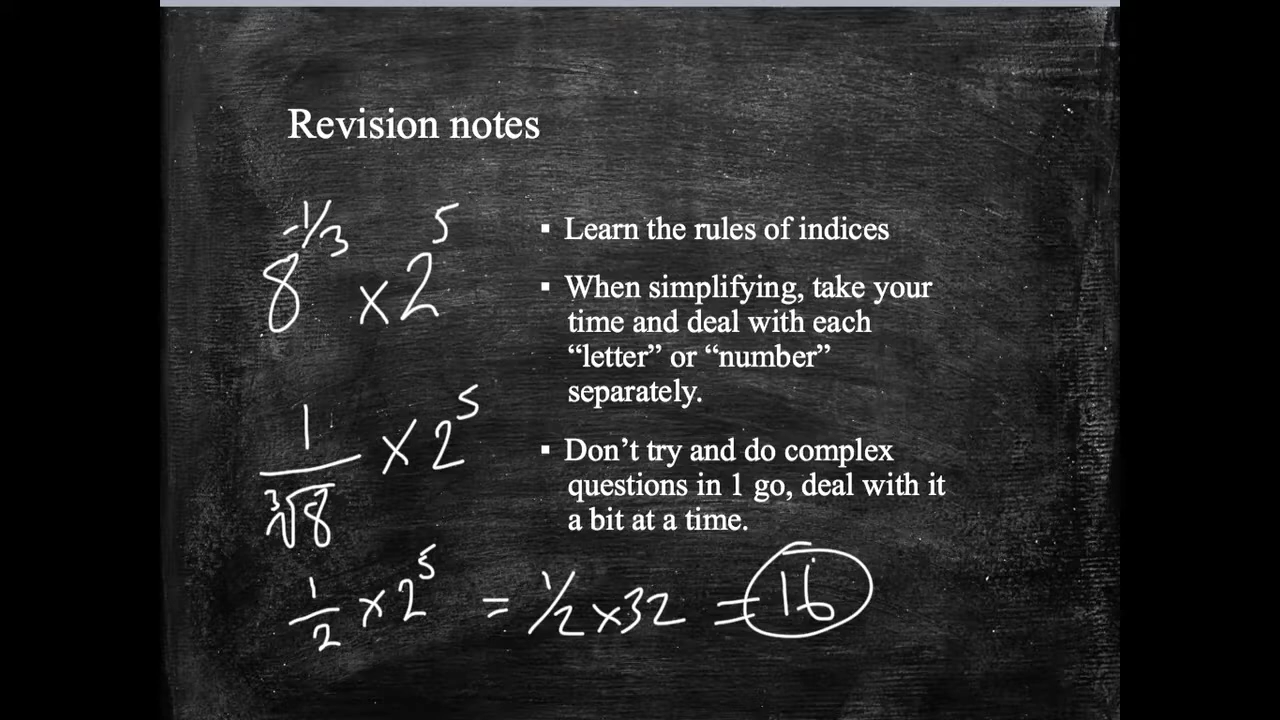 Revision notes
8^{-1/3} × 2^5
▪ Learn the rules of indices
▪ When simplifying, take your
time and deal with each
“letter” or “number”
separately.
1/∛8 × 2^5
▪ Don’t try and do complex
questions in 1 go, deal with it
a bit at a time.
1/2 × 2^5 = 1/2 × 32 = 16